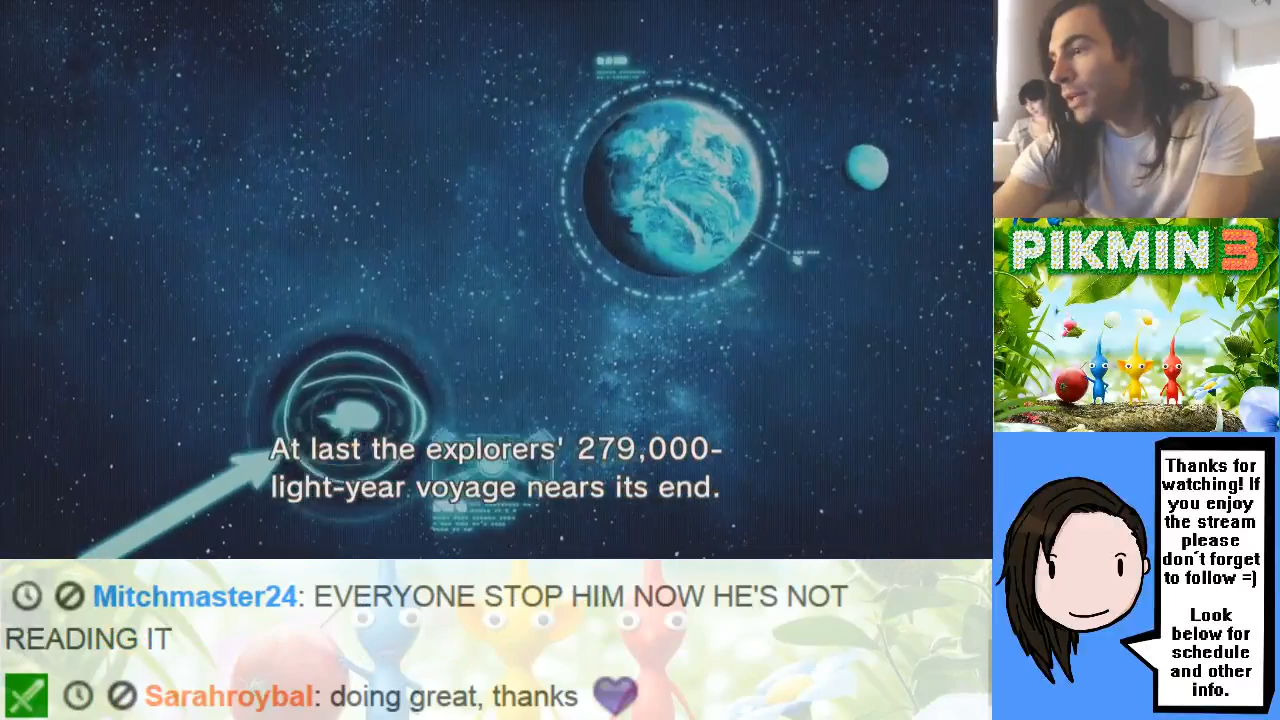 At last the explorers' 279,000-
light-year voyage nears its end.
PIKMIN 3
Mitchmaster24: EVERYONE STOP HIM NOW HE'S NOT
READING IT
Sarahroybal: doing great, thanks
Thanks for
watching! If
you enjoy
the stream
please
don´t forget
to follow =)
Look
below for
schedule
and other
info.